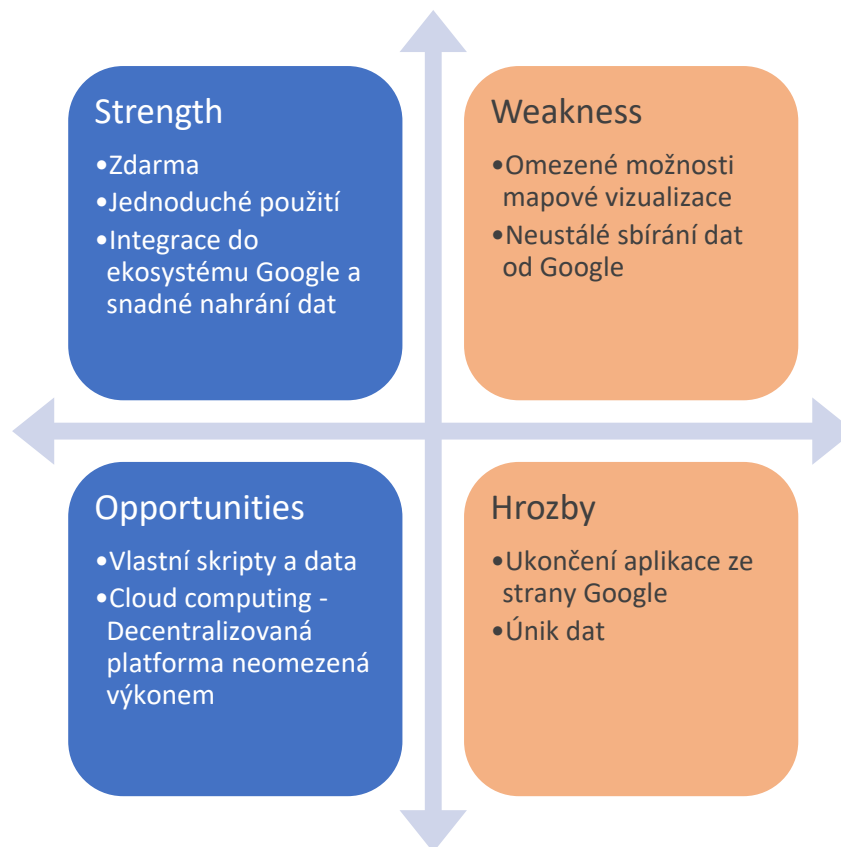 Strength
•Zdarma
•Jednoduché použití
•Integrace do
ekosystému Google a
snadné nahrání dat
Weakness
•Omezené možnosti
mapové vizualizace
•Neustálé sbírání dat
od Google
Opportunities
•Vlastní skripty a data
•Cloud computing -
Decentralizovaná
platforma neomezená
výkonem
Hrozby
•Ukončení aplikace ze
strany Google
•Únik dat